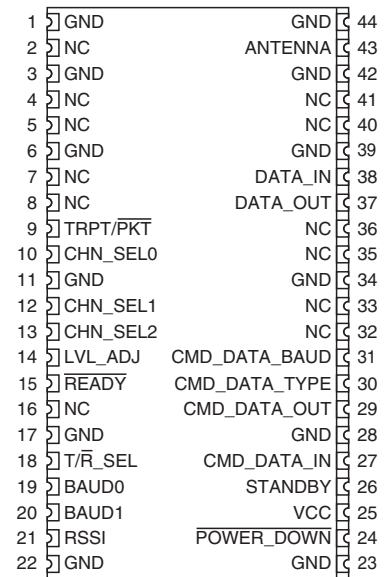 1 GND GND 44
2 NC ANTENNA 43
3 GND GND 42
4 NC NC 41
5 NC NC 40
6 GND GND 39
7 NC DATA_IN 38
8 NC DATA_OUT 37
9 TRPT/P̅K̅T̅ NC 36
10 CHN_SEL0 NC 35
11 GND GND 34
12 CHN_SEL1 NC 33
13 CHN_SEL2 NC 32
14 LVL_ADJ CMD_DATA_BAUD 31
15 R̅E̅A̅D̅Y̅ CMD_DATA_TYPE 30
16 NC CMD_DATA_OUT 29
17 GND GND 28
18 T/R̅_SEL CMD_DATA_IN 27
19 BAUD0 STANDBY 26
20 BAUD1 VCC 25
21 RSSI P̅O̅W̅E̅R̅_̅D̅O̅W̅N̅ 24
22 GND GND 23